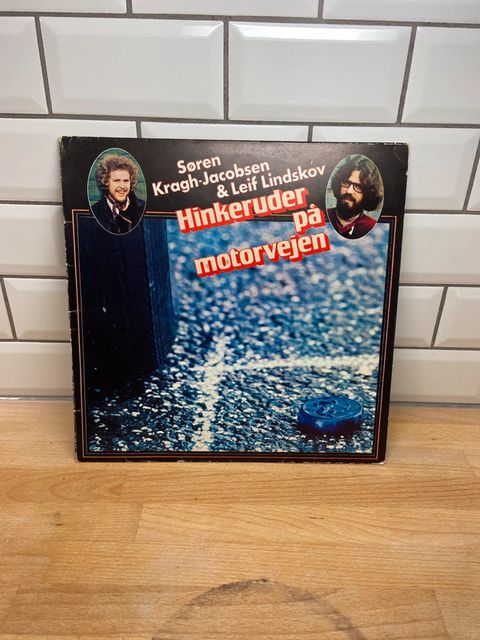 Søren
Kragh-Jacobsen
& Leif Lindskov
Hinkeruder
på
motorvejen